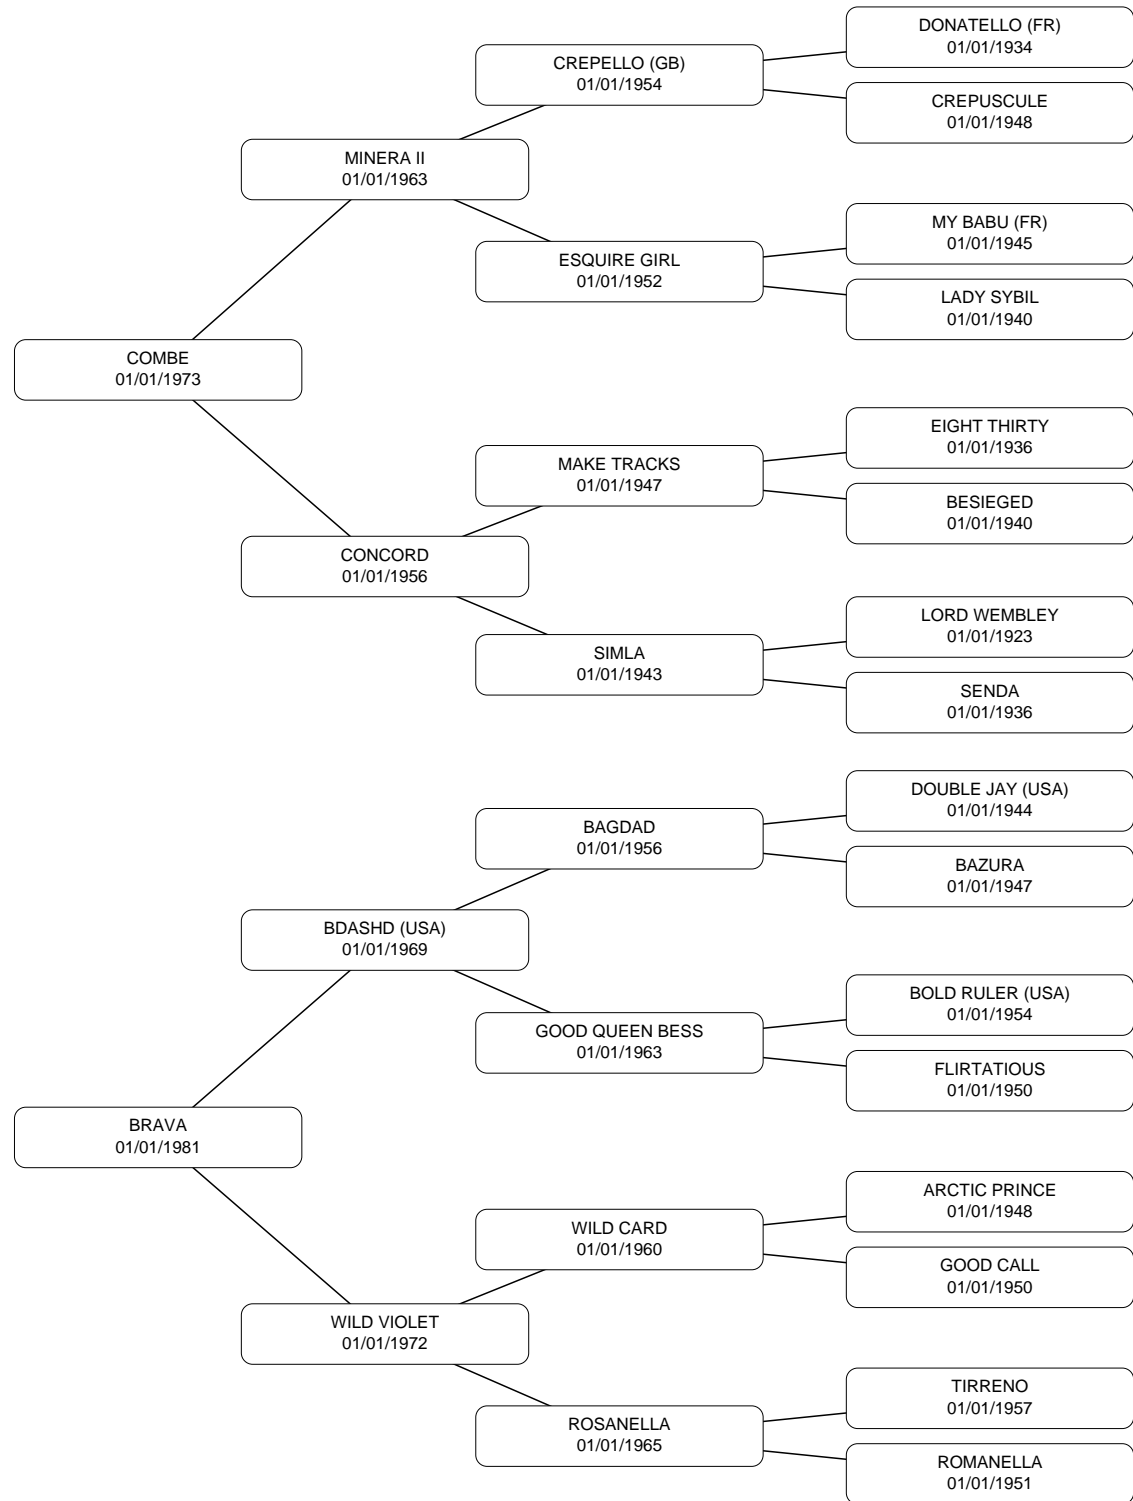 DONATELLO (FR)
01/01/1934
CREPELLO (GB)
01/01/1954
CREPUSCULE
01/01/1948
MINERA II
01/01/1963
MY BABU (FR)
01/01/1945
ESQUIRE GIRL
01/01/1952
LADY SYBIL
01/01/1940
COMBE
01/01/1973
EIGHT THIRTY
01/01/1936
MAKE TRACKS
01/01/1947
BESIEGED
01/01/1940
CONCORD
01/01/1956
LORD WEMBLEY
01/01/1923
SIMLA
01/01/1943
SENDA
01/01/1936
DOUBLE JAY (USA)
01/01/1944
BAGDAD
01/01/1956
BAZURA
01/01/1947
BDASHD (USA)
01/01/1969
BOLD RULER (USA)
01/01/1954
GOOD QUEEN BESS
01/01/1963
FLIRTATIOUS
01/01/1950
BRAVA
01/01/1981
ARCTIC PRINCE
01/01/1948
WILD CARD
01/01/1960
GOOD CALL
01/01/1950
WILD VIOLET
01/01/1972
TIRRENO
01/01/1957
ROSANELLA
01/01/1965
ROMANELLA
01/01/1951